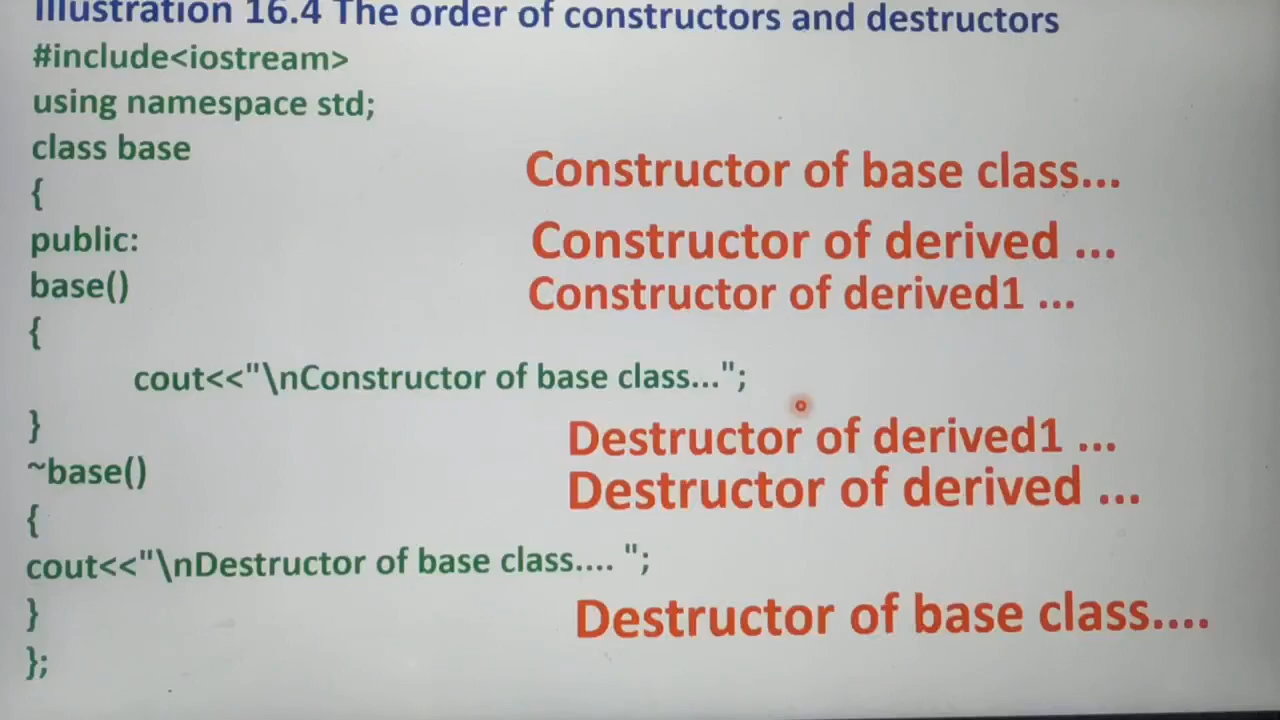 Illustration 16.4 The order of constructors and destructors
#include<iostream>
using namespace std;
class base
{
public:
base()
{
cout<<"\nConstructor of base class...";
}
~base()
{
cout<<"\nDestructor of base class.... ";
}
};
Constructor of base class...
Constructor of derived ...
Constructor of derived1 ...
Destructor of derived1 ...
Destructor of derived ...
Destructor of base class....